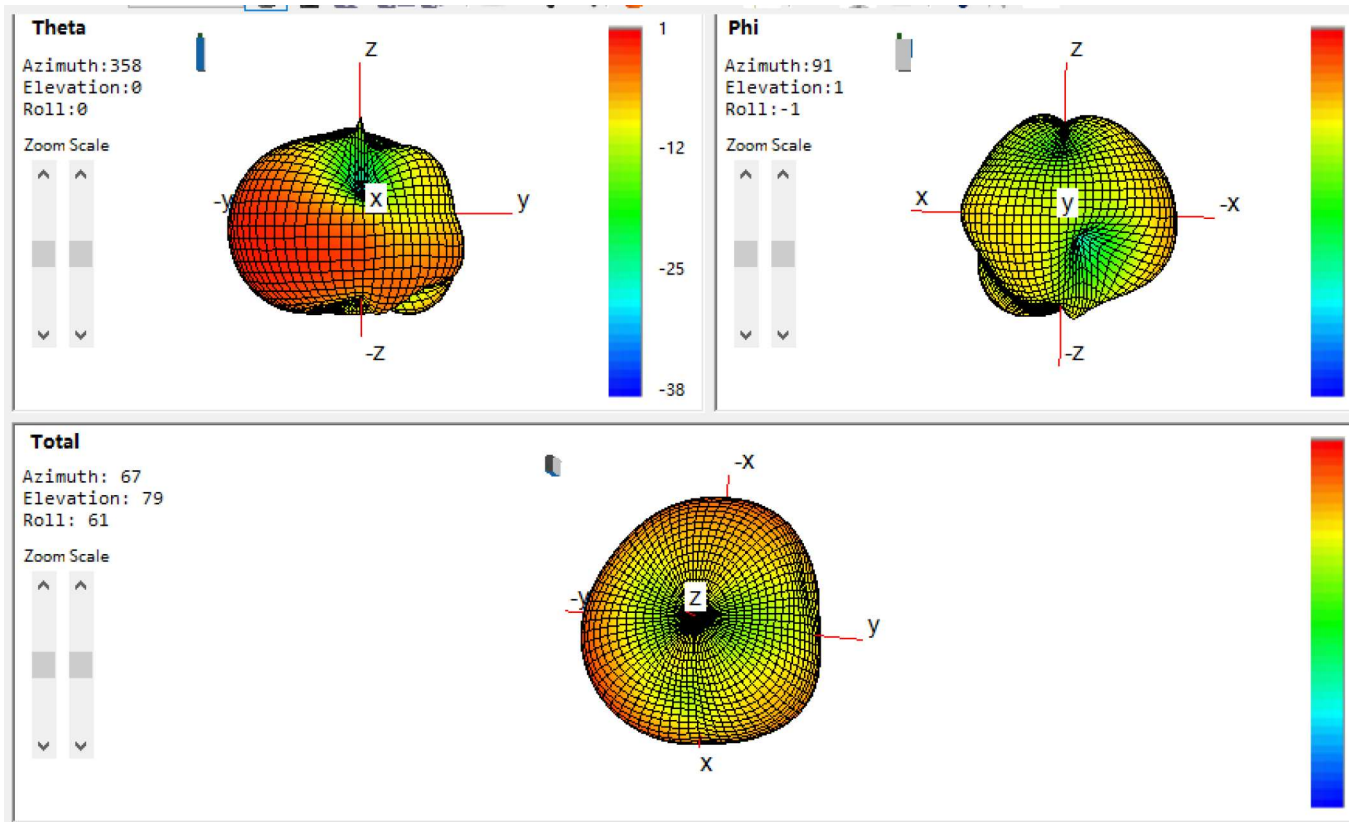 Theta
Azimuth:358
Elevation:0
Roll:0
Zoom Scale
z
-y
x
y
-z
1
-12
-25
-38
Phi
Azimuth:91
Elevation:1
Roll:-1
Zoom Scale
z
x
y
-x
-z
Total
Azimuth: 67
Elevation: 79
Roll: 61
Zoom Scale
-x
-y
z
y
x